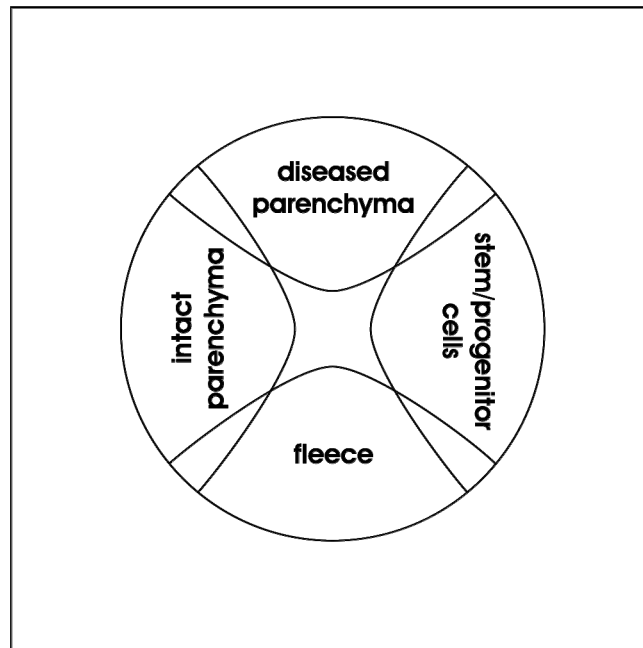 diseased
parenchyma
intact
parenchyma
stem/progenitor
cells
fleece